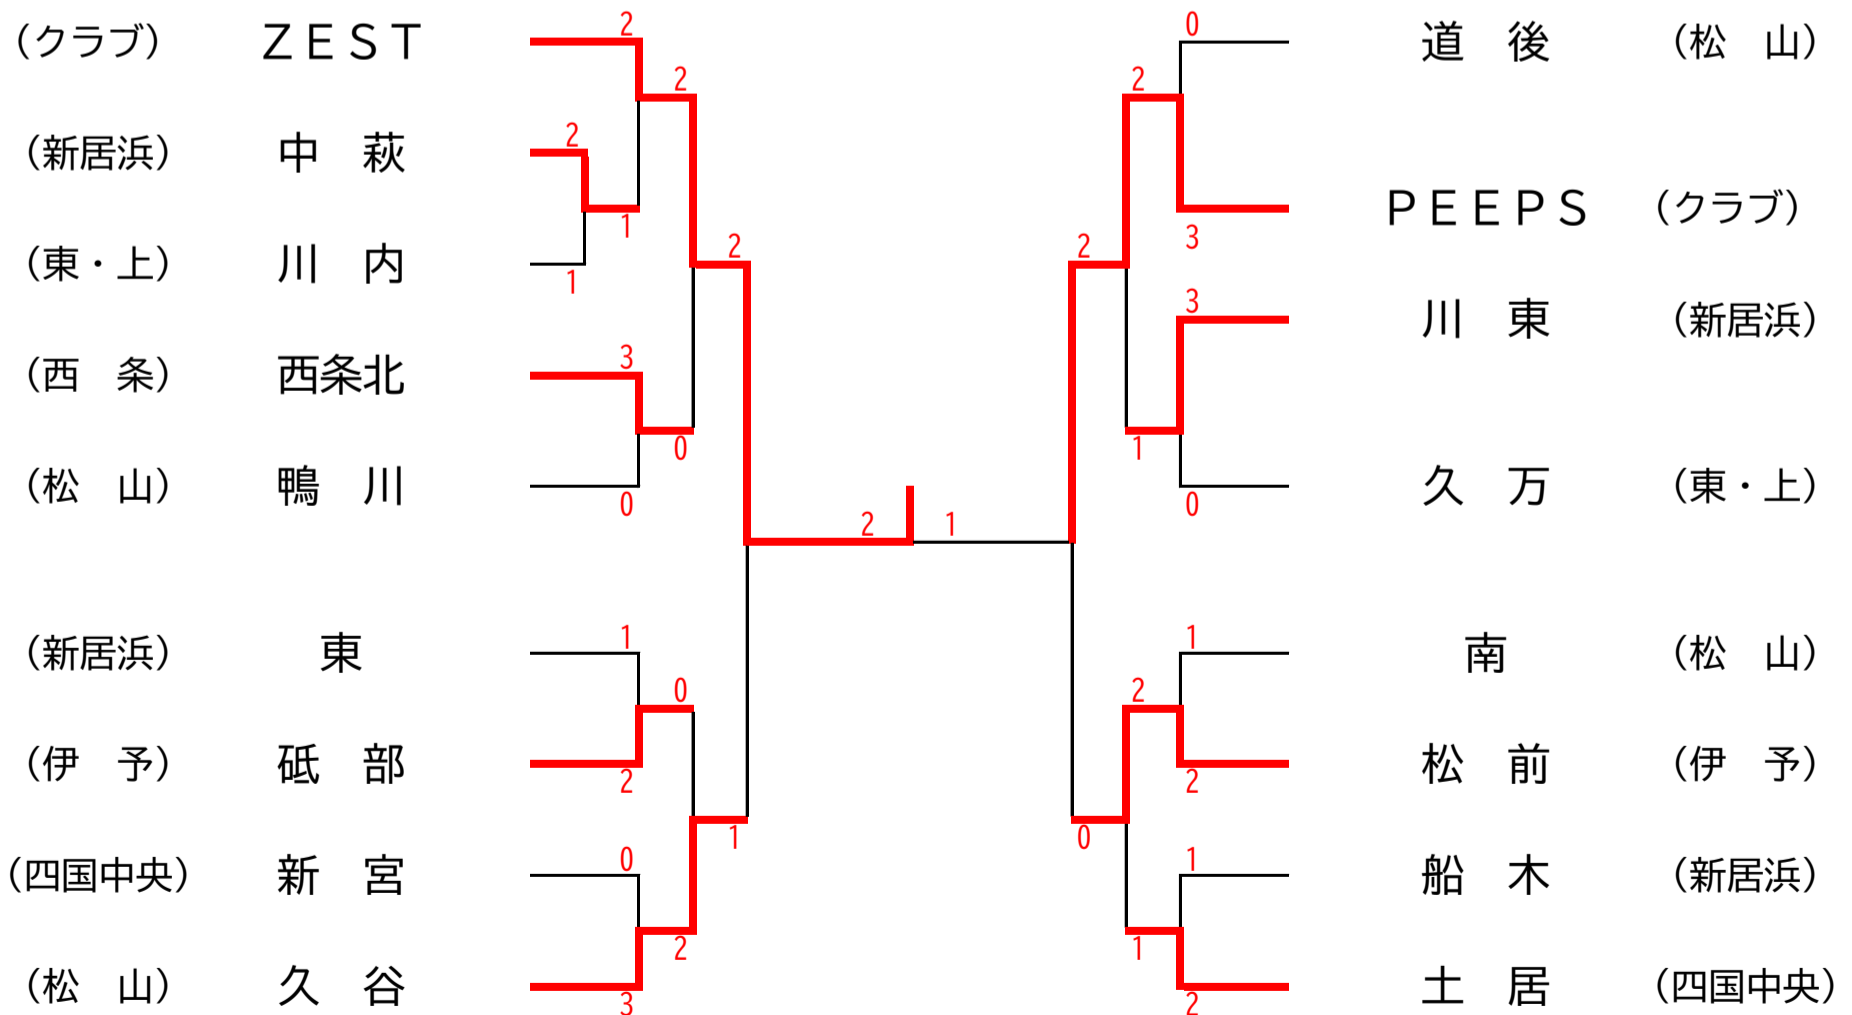 2 0
(クラブ) ZEST 道 後 (松 山)
2 2
2
(新居浜) 中 萩
PEEPS (クラブ)
1 3
2 2
(東・上) 川 内
1 3
川 東 (新居浜)
3
(西 条) 西条北
0 1
(松 山) 鴨 川 久 万 (東・上)
0 0
2 1
1 1
(新居浜) 東 南 (松 山)
0 2
(伊 予) 砥 部 松 前 (伊 予)
2 2
1 0
0 1
(四国中央) 新 宮 船 木 (新居浜)
2 1
(松 山) 久 谷 土 居 (四国中央)
3 2